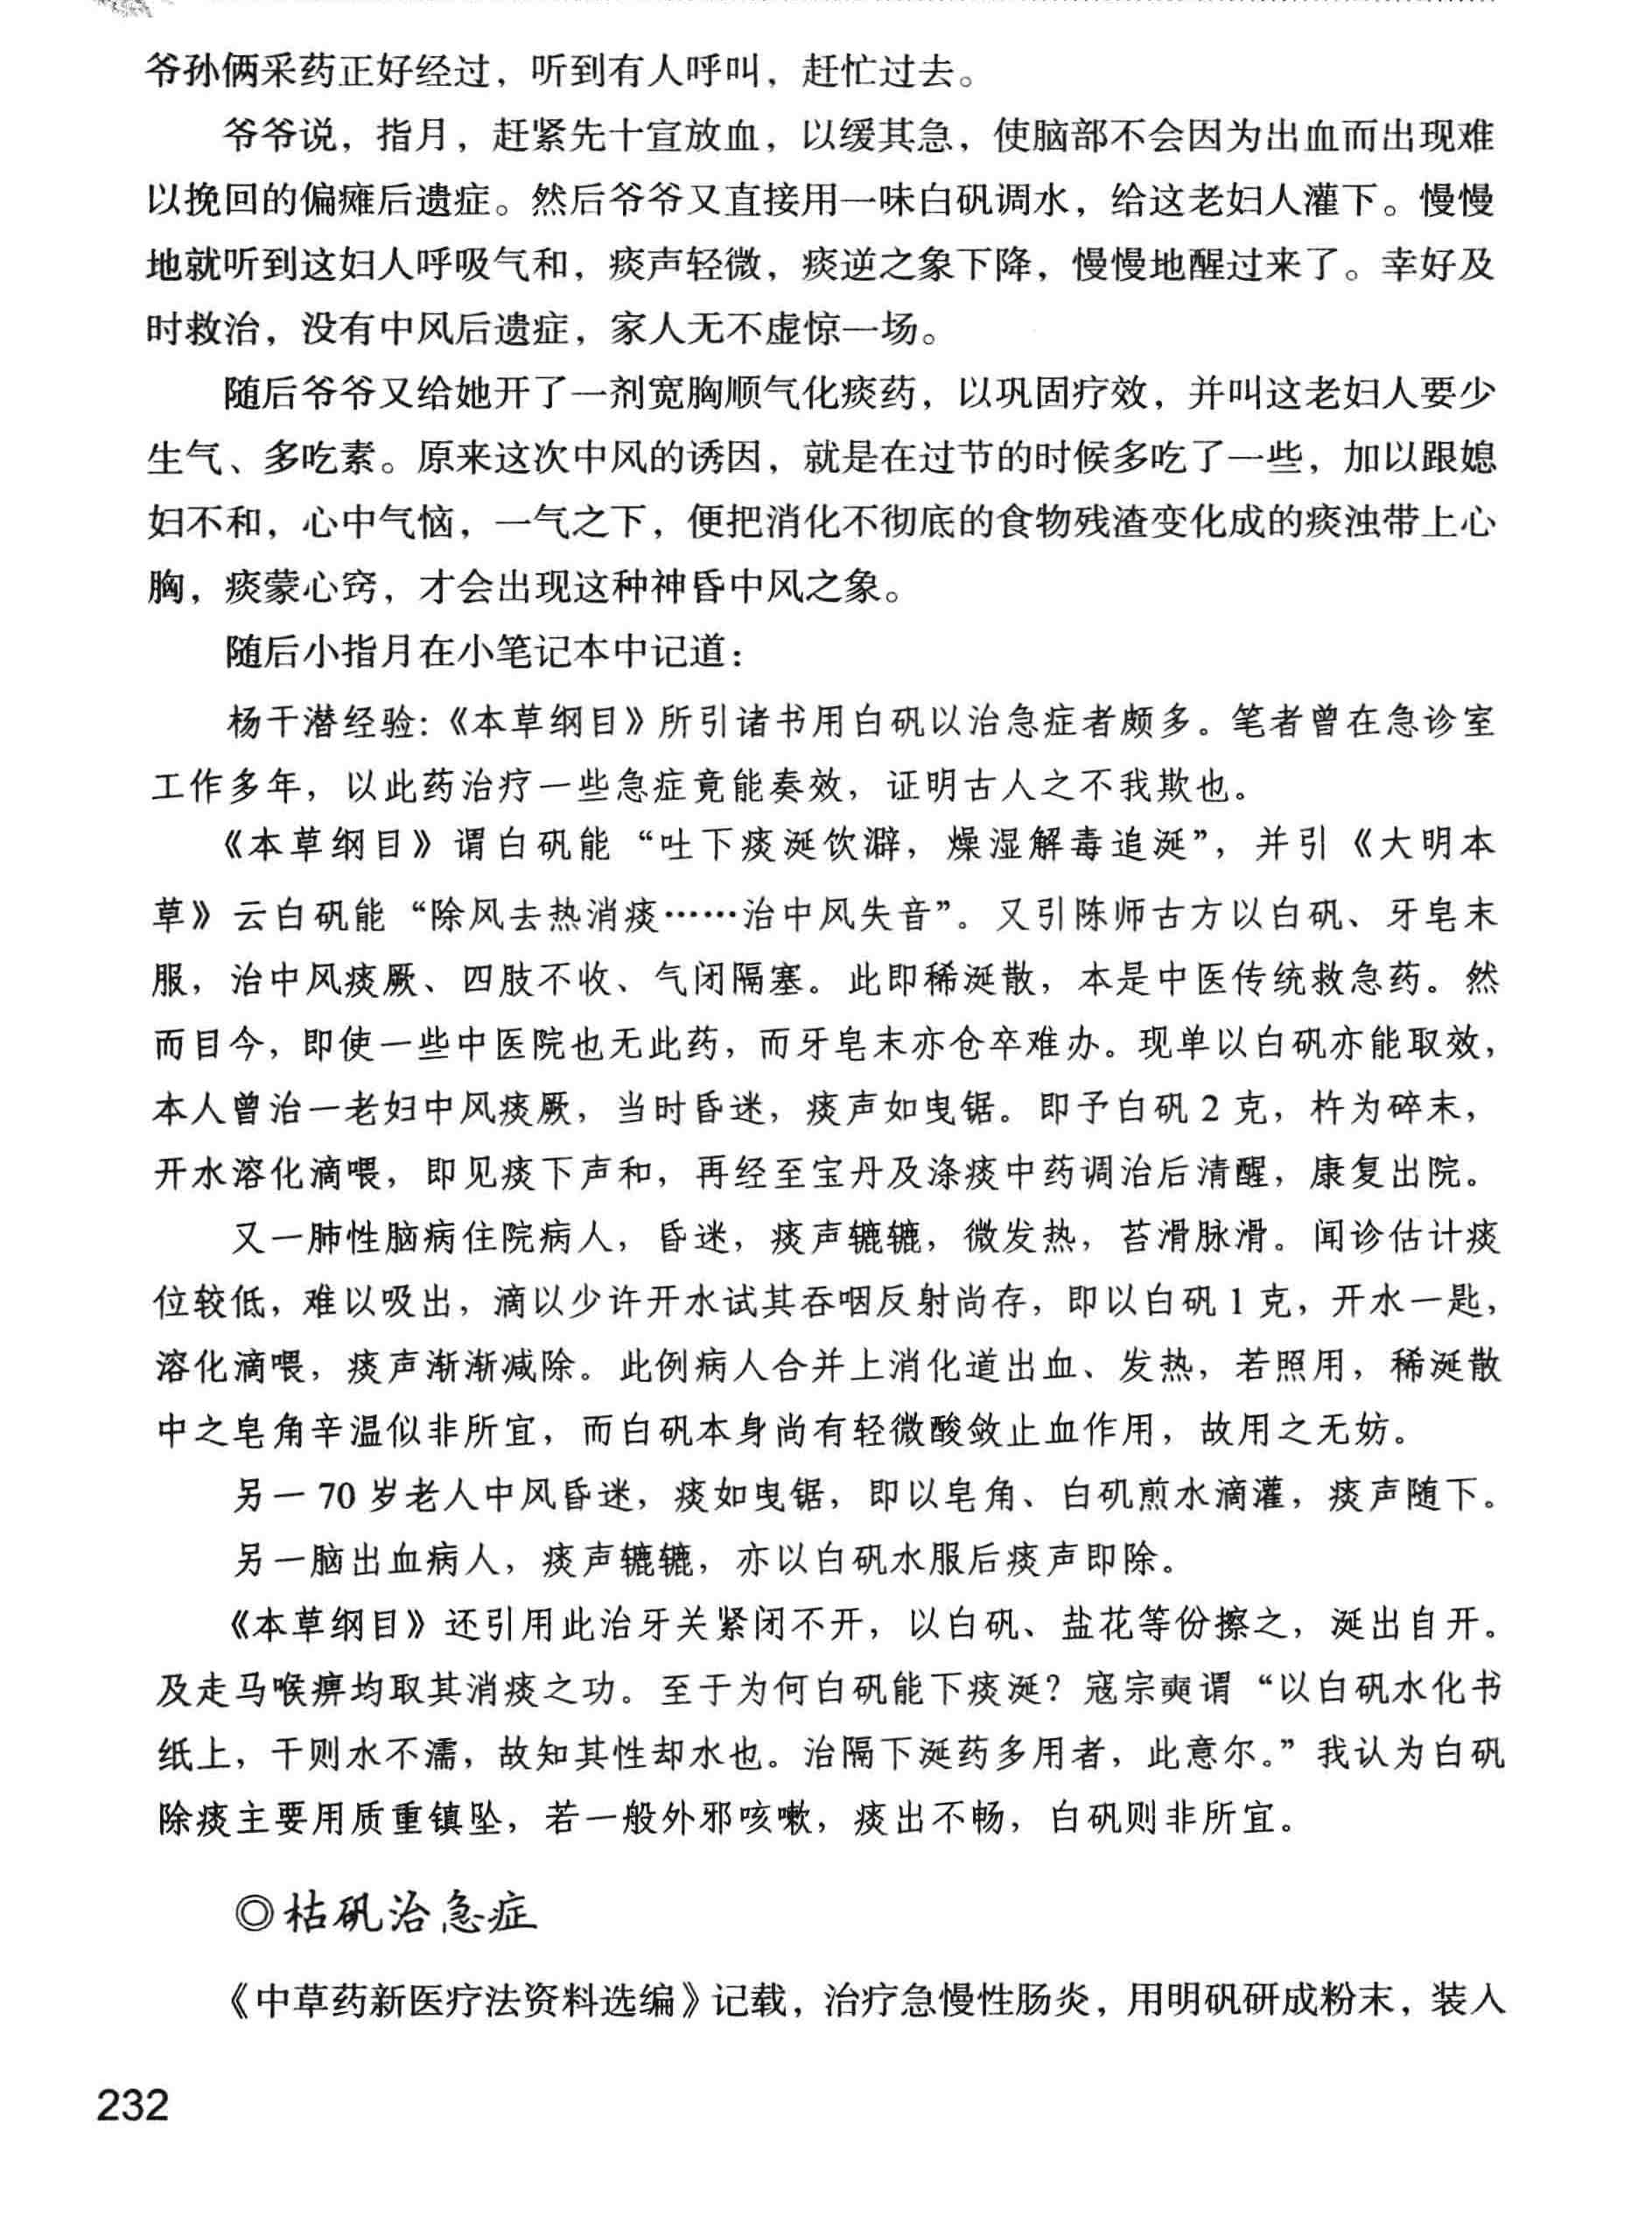 爷孙俩采药正好经过，听到有人呼叫，赶忙过去。
爷爷说，指月，赶紧先十宣放血，以缓其急，使脑部不会因为出血而出现难
以挽回的偏瘫后遗症。然后爷爷又直接用一味白矾调水，给这老妇人灌下。慢慢
地就听到这妇人呼吸气和，痰声轻微，痰逆之象下降，慢慢地醒过来了。幸好及
时救治，没有中风后遗症，家人无不虚惊一场。
随后爷爷又给她开了一剂宽胸顺气化痰药，以巩固疗效，并叫这老妇人要少
生气、多吃素。原来这次中风的诱因，就是在过节的时候多吃了一些，加以跟媳
妇不和，心中气恼，一气之下，便把消化不彻底的食物残渣变化成的痰浊带上心
胸，痰蒙心窍，才会出现这种神昏中风之象。
随后小指月在小笔记本中记道：
杨干潜经验：《本草纲目》所引诸书用白矾以治急症者颇多。笔者曾在急诊室
工作多年，以此药治疗一些急症竟能奏效，证明古人之不我欺也。
《本草纲目》谓白矾能“吐下痰涎饮澼，燥湿解毒追涎”，并引《大明本
草》云白矾能“除风去热消痰……治中风失音”。又引陈师古方以白矾、牙皂末
服，治中风痰厥、四肢不收、气闭隔塞。此即稀涎散，本是中医传统救急药。然
而目今，即使一些中医院也无此药，而牙皂末亦仓卒难办。现单以白矾亦能取效，
本人曾治一老妇中风痰厥，当时昏迷，痰声如曳锯。即予白矾2克，杵为碎末，
开水溶化滴喂，即见痰下声和，再经至宝丹及涤痰中药调治后清醒，康复出院。
又一肺性脑病住院病人，昏迷，痰声辘辘，微发热，苔滑脉滑。闻诊估计痰
位较低，难以吸出，滴以少许开水试其吞咽反射尚存，即以白矾1克，开水一匙，
溶化滴喂，痰声渐渐减除。此例病人合并上消化道出血、发热，若照用，稀涎散
中之皂角辛温似非所宜，而白矾本身尚有轻微酸敛止血作用，故用之无妨。
另一70岁老人中风昏迷，痰如曳锯，即以皂角、白矾煎水滴灌，痰声随下。
另一脑出血病人，痰声辘辘，亦以白矾水服后痰声即除。
《本草纲目》还引用此治牙关紧闭不开，以白矾、盐花等份擦之，涎出自开。
及走马喉痹均取其消痰之功。至于为何白矾能下痰涎？寇宗奭谓“以白矾水化书
纸上，干则水不濡，故知其性却水也。治隔下涎药多用者，此意尔。”我认为白矾
除痰主要用质重镇坠，若一般外邪咳嗽，痰出不畅，白矾则非所宜。
◎枯矾治急症
《中草药新医疗法资料选编》记载，治疗急慢性肠炎，用明矾研成粉末，装入
232